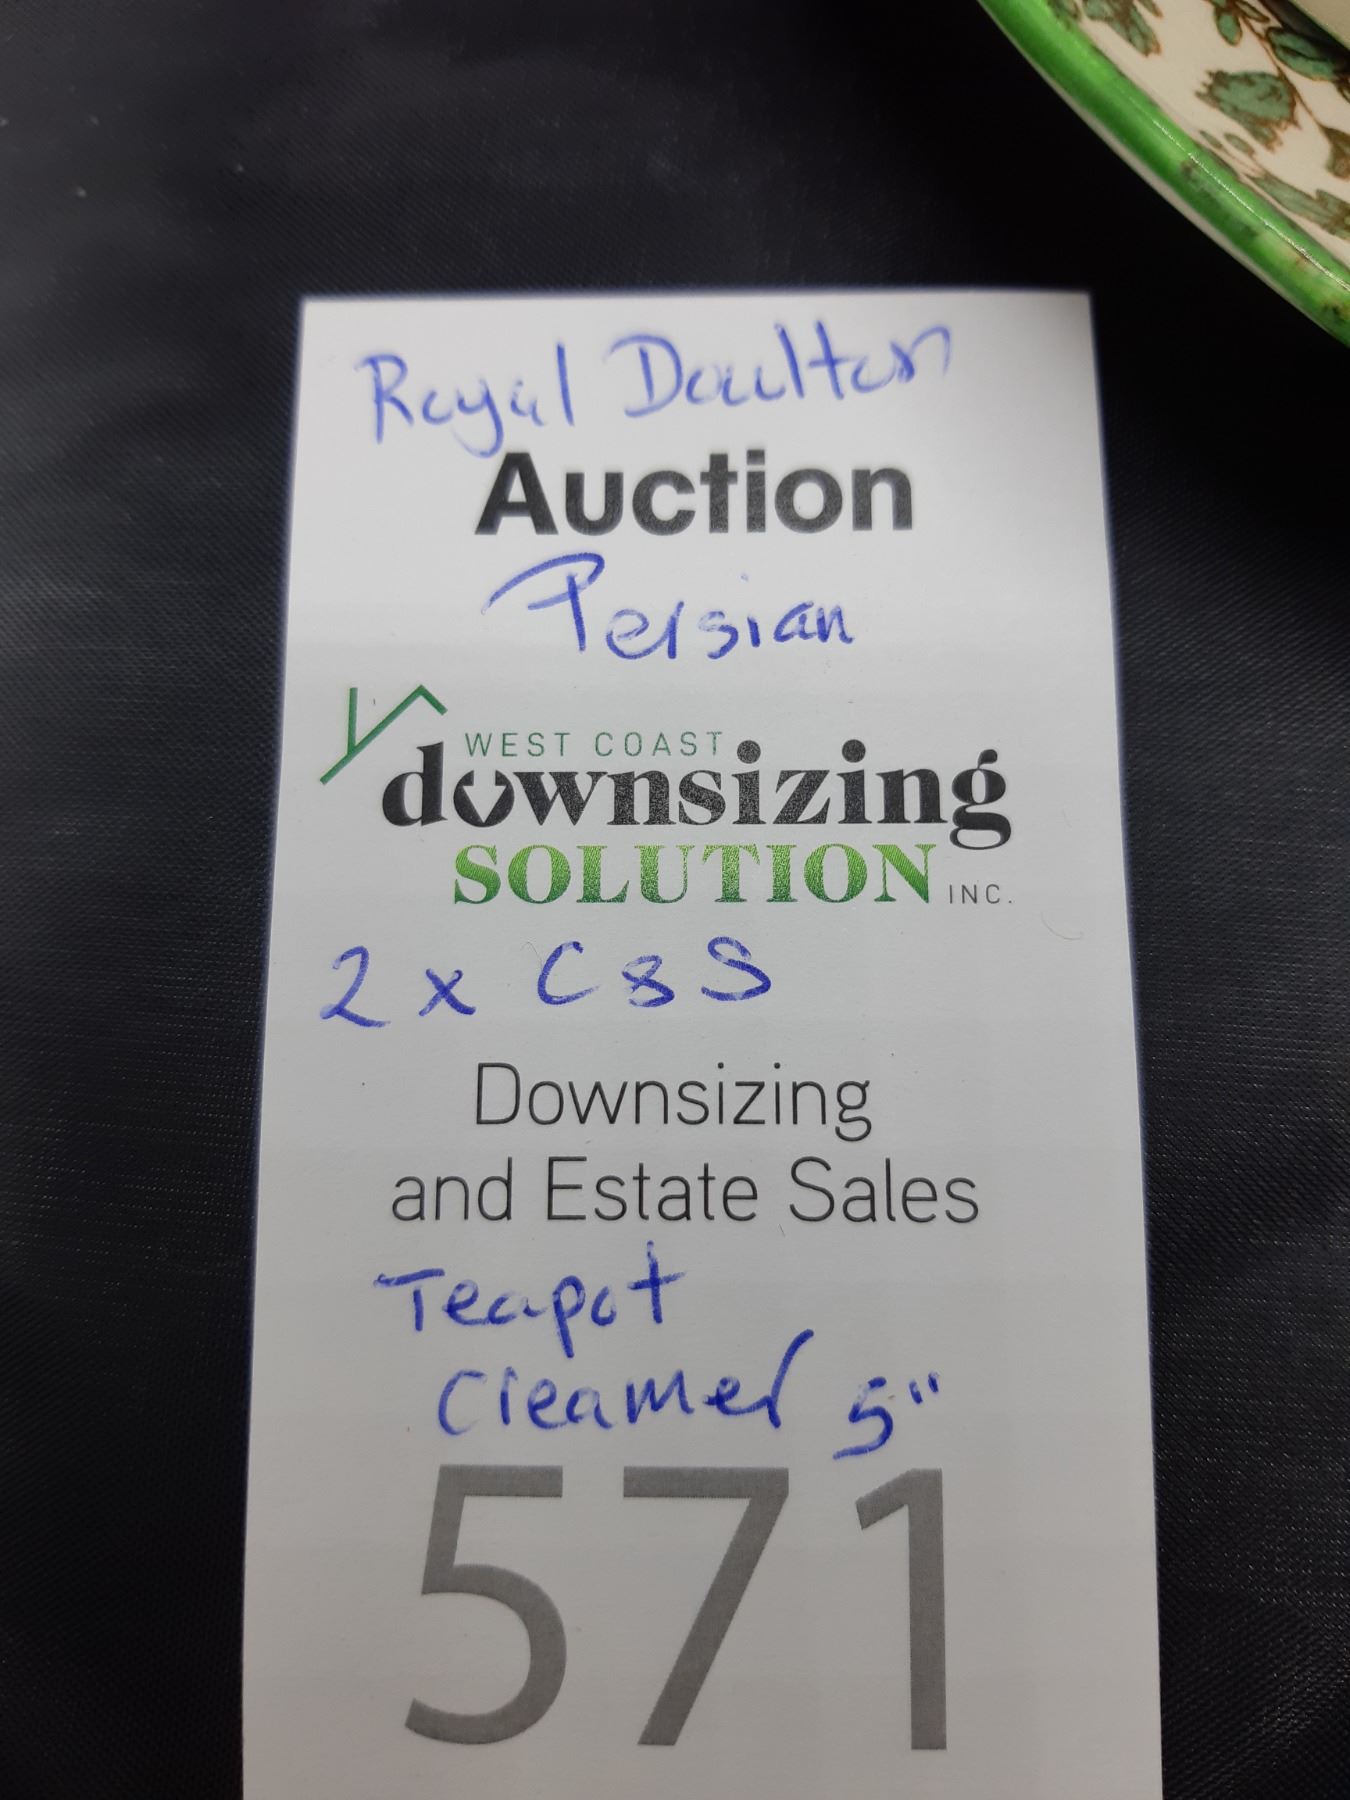 Royal Doulton
Auction
Persian
WEST COAST
downsizing
SOLUTION INC.
2 x C & S
Downsizing
and Estate Sales
Teapot
Creamer 5"
571